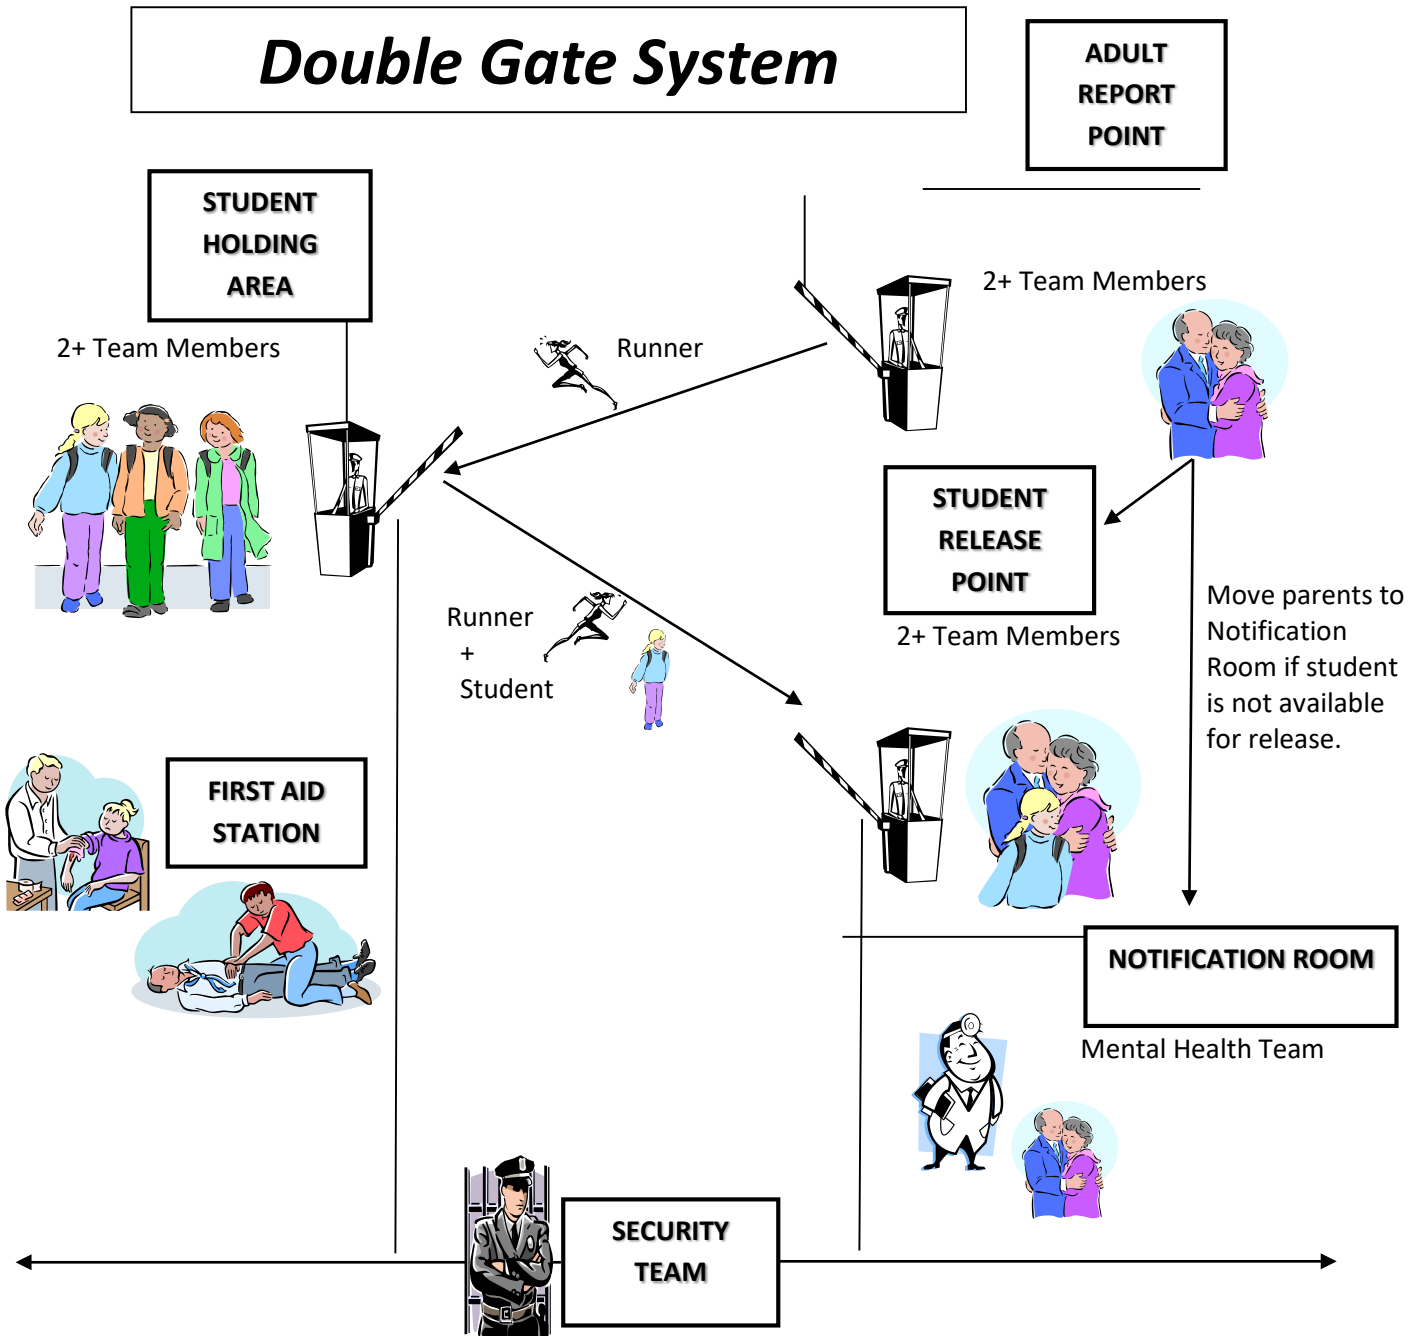 Double Gate System
ADULT
REPORT
POINT
STUDENT
HOLDING
AREA
2+ Team Members
Runner
2+ Team Members
STUDENT
RELEASE
POINT
2+ Team Members
Runner
+
Student
Move parents to
Notification
Room if student
is not available
for release.
FIRST AID
STATION
NOTIFICATION ROOM
Mental Health Team
SECURITY
TEAM